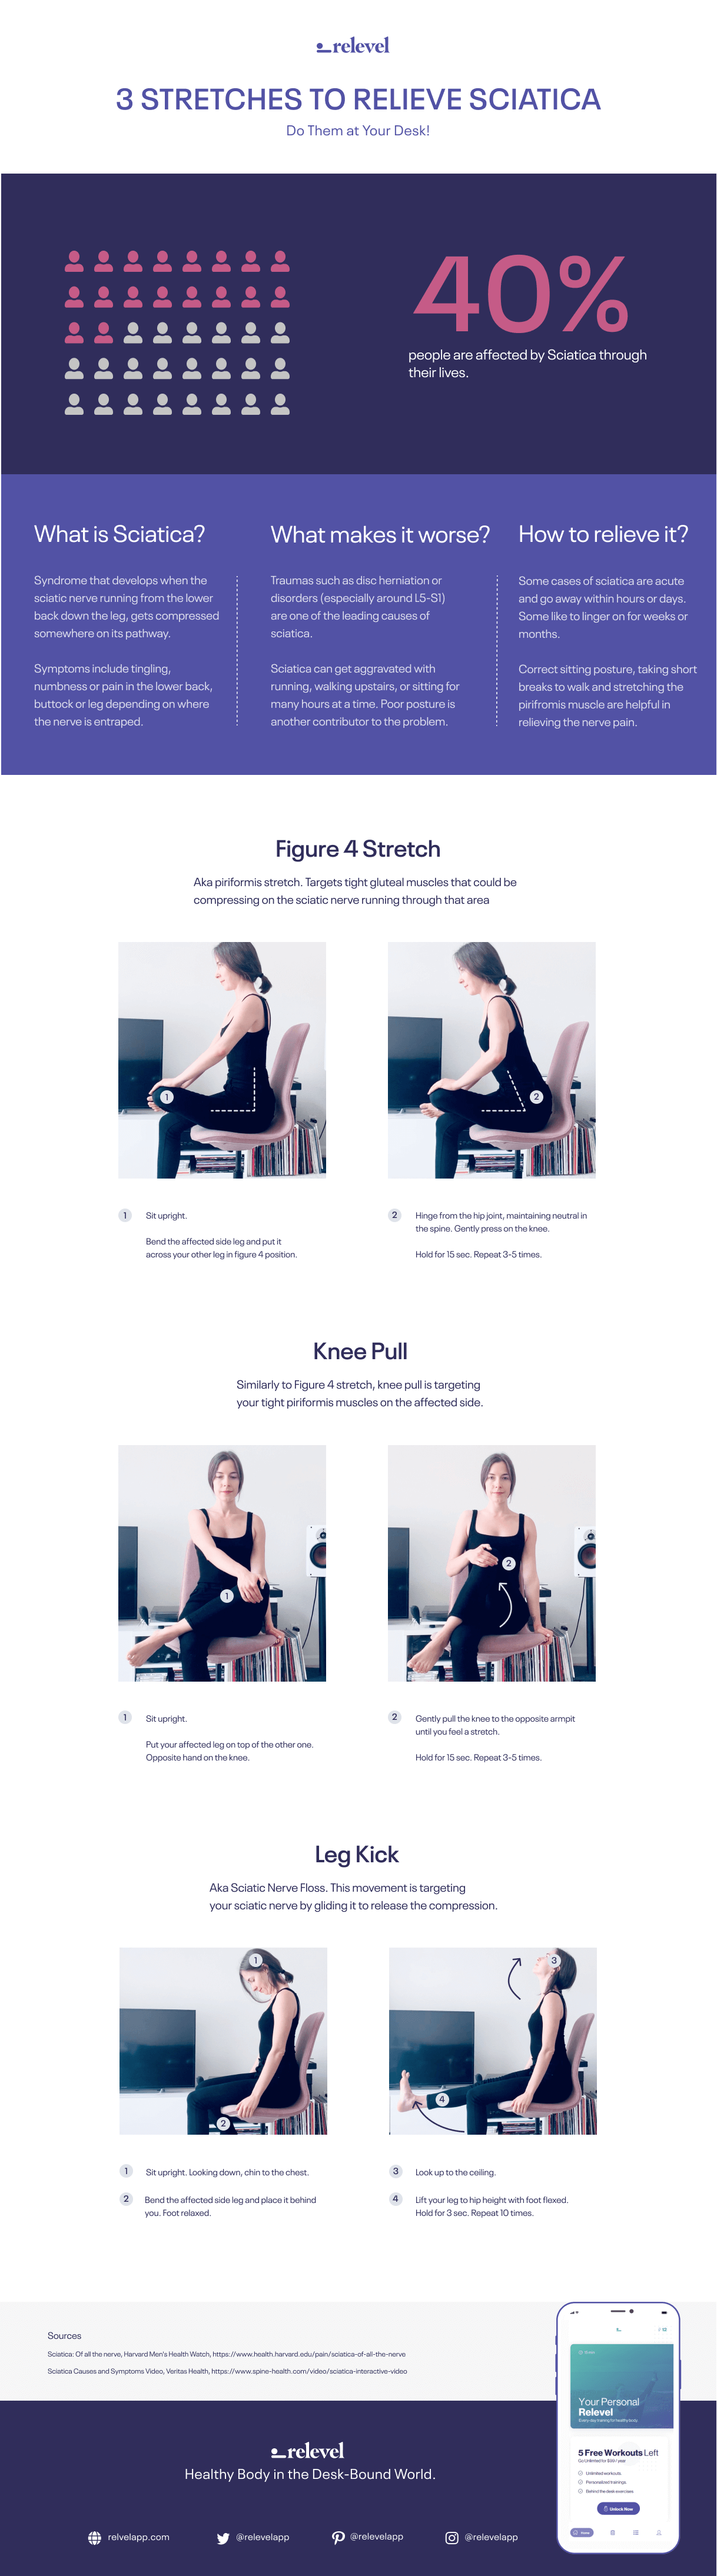 relevel
3 STRETCHES TO RELIEVE SCIATICA
Do Them at Your Desk!
40%
people are affected by Sciatica through
their lives.
What is Sciatica?
Syndrome that develops when the
sciatic nerve running from the lower
back down the leg, gets compressed
somewhere on its pathway.
Symptoms include tingling,
numbness or pain in the lower back,
buttock or leg depending on where
the nerve is entraped.
What makes it worse?
Traumas such as disc herniation or
disorders (especially around L5-S1)
are one of the leading causes of
sciatica.
Sciatica can get aggravated with
running, walking upstairs, or sitting for
many hours at a time. Poor posture is
another contributor to the problem.
How to relieve it?
Some cases of sciatica are acute
and go away within hours or days.
Some like to linger on for weeks or
months.
Correct sitting posture, taking short
breaks to walk and stretching the
pirifromis muscle are helpful in
relieving the nerve pain.
Figure 4 Stretch
Aka piriformis stretch. Targets tight gluteal muscles that could be
compressing on the sciatic nerve running through that area
1
2
1 Sit upright.
Bend the affected side leg and put it
across your other leg in figure 4 position.
2 Hinge from the hip joint, maintaining neutral in
the spine. Gently press on the knee.
Hold for 15 sec. Repeat 3-5 times.
Knee Pull
Similarly to Figure 4 stretch, knee pull is targeting
your tight piriformis muscles on the affected side.
1
2
1 Sit upright.
Put your affected leg on top of the other one.
Opposite hand on the knee.
2 Gently pull the knee to the opposite armpit
until you feel a stretch.
Hold for 15 sec. Repeat 3-5 times.
Leg Kick
Aka Sciatic Nerve Floss. This movement is targeting
your sciatic nerve by gliding it to release the compression.
1
2
3
4
1 Sit upright. Looking down, chin to the chest.
2 Bend the affected side leg and place it behind
you. Foot relaxed.
3 Look up to the ceiling.
4 Lift your leg to hip height with foot flexed.
Hold for 3 sec. Repeat 10 times.
Sources
Sciatica: Of all the nerve, Harvard Men's Health Watch, https://www.health.harvard.edu/pain/sciatica-of-all-the-nerve
Sciatica Causes and Symptoms Video, Veritas Health, https://www.spine-health.com/video/sciatica-interactive-video
Your Personal
Relevel
5 Free Workouts Left
Unlimited workouts.
Personalised trainings.
Behind the desk exercises
Unlock Now
relevel
Healthy Body in the Desk-Bound World.
relvelapp.com
@relevelapp
@relevelapp
@relevelapp